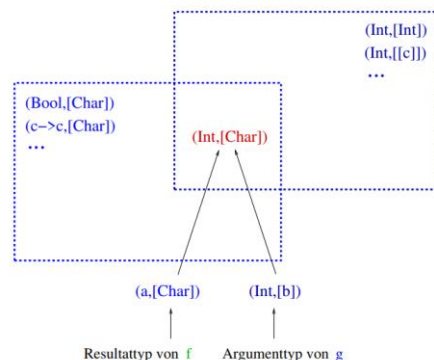 (Int,[Int])
(Int,[[c]])
...
(Bool,[Char])
(c−>c,[Char])
...
(Int,[Char])
(a,[Char])
(Int,[b])
Resultattyp von f
Argumenttyp von g